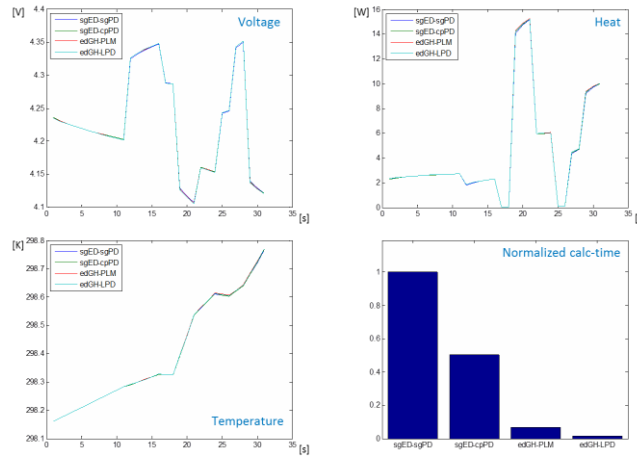 [V]
Voltage
sgED-sgPD
sgED-cpPD
edGH-PLM
edGH-LPD
4.4
4.35
4.3
4.25
4.2
4.15
4.1
0 5 10 15 20 25 30 35
[s]
[W]
Heat
sgED-sgPD
sgED-cpPD
edGH-PLM
edGH-LPD
16
14
12
10
8
6
4
2
0
0 5 10 15 20 25 30 35
[K]
sgED-sgPD
sgED-cpPD
edGH-PLM
edGH-LPD
298.8
298.6
298.5
298.4
298.3
298.2
298.1
Temperature
0 5 10 15 20 25 30 35
Normalized calc-time
1
0.8
0.6
0.4
0.2
0
sgED-sgPD sgED-cpPD edGH-PLM edGH-LPD